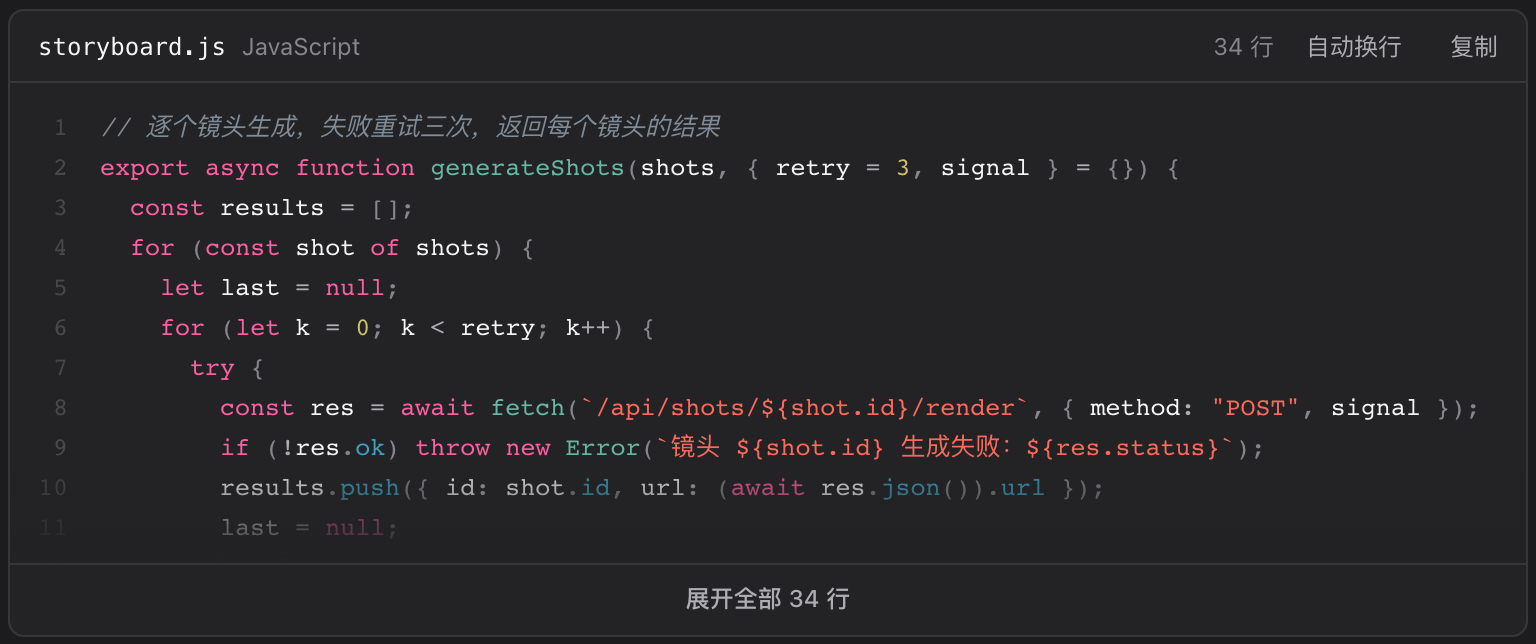 storyboard.js JavaScript 34 行 自动换行 复制
1 // 逐个镜头生成，失败重试三次，返回每个镜头的结果
2 export async function generateShots(shots, { retry = 3, signal } = {}) {
3   const results = [];
4   for (const shot of shots) {
5     let last = null;
6     for (let k = 0; k < retry; k++) {
7       try {
8         const res = await fetch(`/api/shots/${shot.id}/render`, { method: "POST", signal });
9         if (!res.ok) throw new Error(`镜头 ${shot.id} 生成失败：${res.status}`);
10         results.push({ id: shot.id, url: (await res.json()).url });
11         last = null;
展开全部 34 行